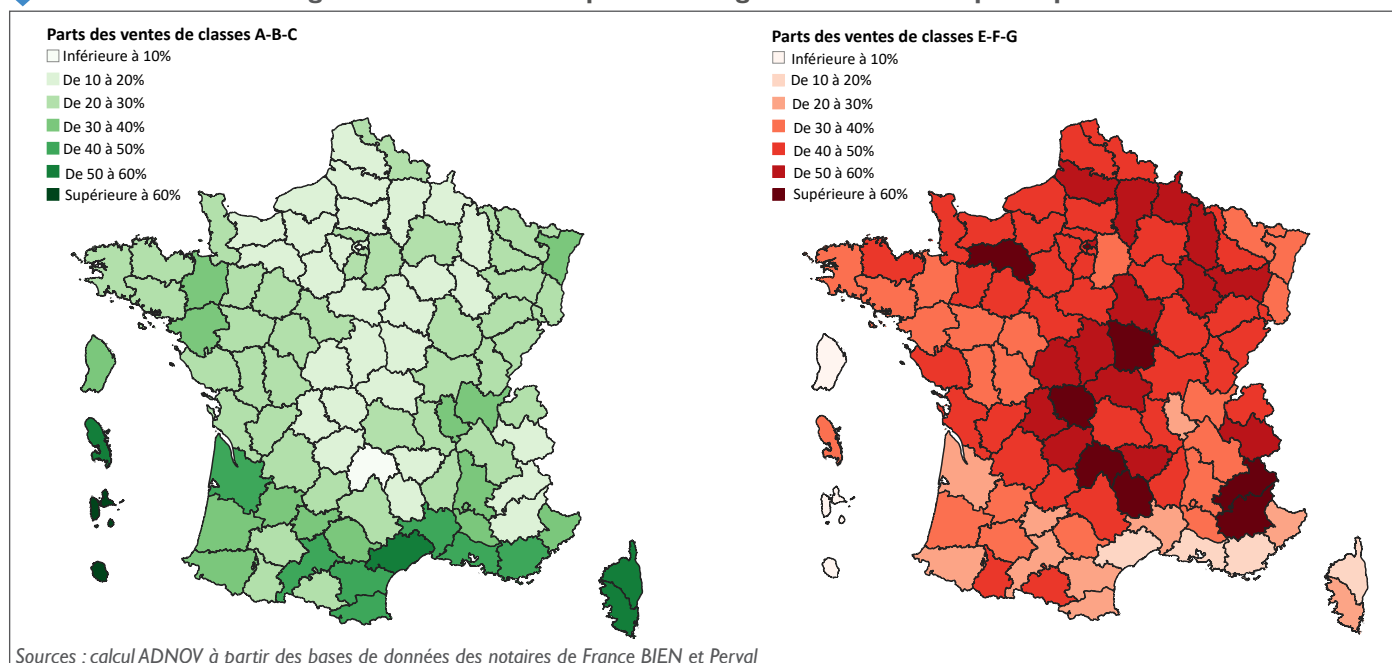 Parts des ventes de classes A-B-C
Inférieure à 10%
De 10 à 20%
De 20 à 30%
De 30 à 40%
De 40 à 50%
De 50 à 60%
Supérieure à 60%
Parts des ventes de classes E-F-G
Inférieure à 10%
De 10 à 20%
De 20 à 30%
De 30 à 40%
De 40 à 50%
De 50 à 60%
Supérieure à 60%
Sources : calcul ADNOV à partir des bases de données des notaires de France BIEN et Perval